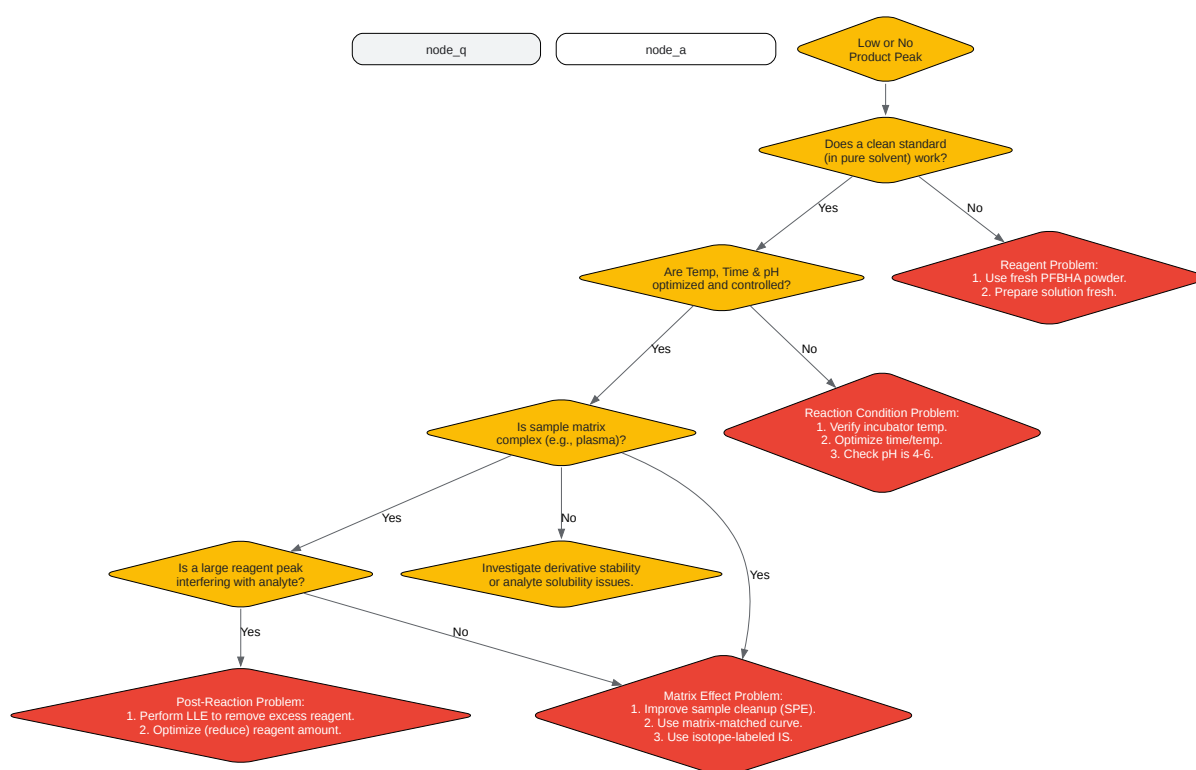 node_q
node_a
Low or No
Product Peak
Does a clean standard
(in pure solvent) work?
Yes
No
Are Temp, Time & pH
optimized and controlled?
Reagent Problem:
1. Use fresh PFBHA powder.
2. Prepare solution fresh.
Yes
No
Is sample matrix
complex (e.g., plasma)?
Reaction Condition Problem:
1. Verify incubator temp.
2. Optimize time/temp.
3. Check pH is 4-6.
Yes
No
Yes
Is a large reagent peak
interfering with analyte?
Investigate derivative stability
or analyte solubility issues.
Yes
No
Post-Reaction Problem:
1. Perform LLE to remove excess reagent.
2. Optimize (reduce) reagent amount.
Matrix Effect Problem:
1. Improve sample cleanup (SPE).
2. Use matrix-matched curve.
3. Use isotope-labeled IS.